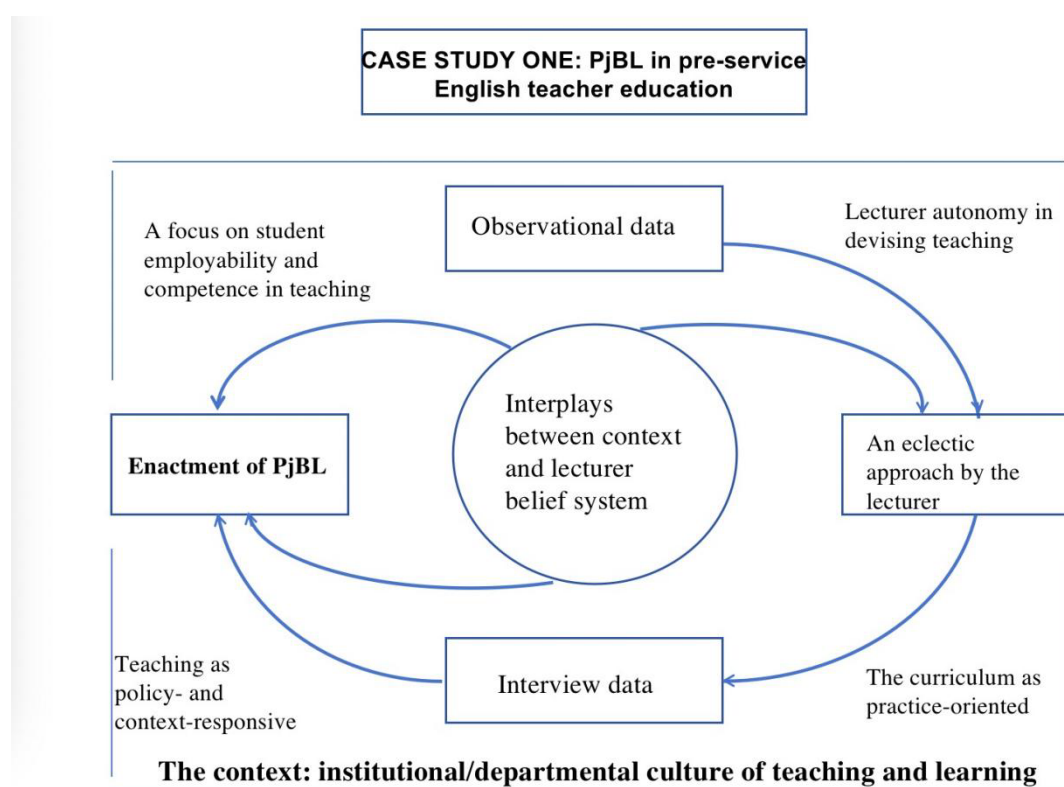 CASE STUDY ONE: PjBL in pre-service
English teacher education
A focus on student
employability and
competence in teaching
Observational data
Lecturer autonomy in
devising teaching
Enactment of PjBL
Interplays
between context
and lecturer
belief system
An eclectic
approach by the
lecturer
Teaching as
policy- and
context-responsive
Interview data
The curriculum as
practice-oriented
The context: institutional/departmental culture of teaching and learning